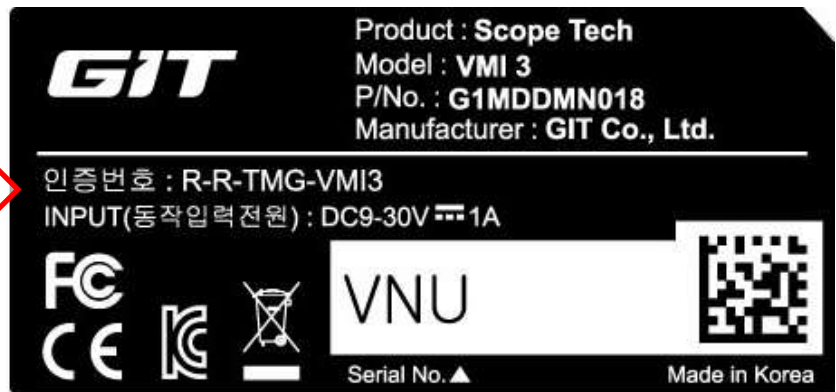 GIT
Product : Scope Tech
Model : VMI 3
P/No. : G1MDDMN018
Manufacturer : GIT Co., Ltd.
인증번호 : R-R-TMG-VMI3
INPUT(동작입력전원) : DC9-30V 1A
FC
CE
VNU
Serial No.▲
Made in Korea